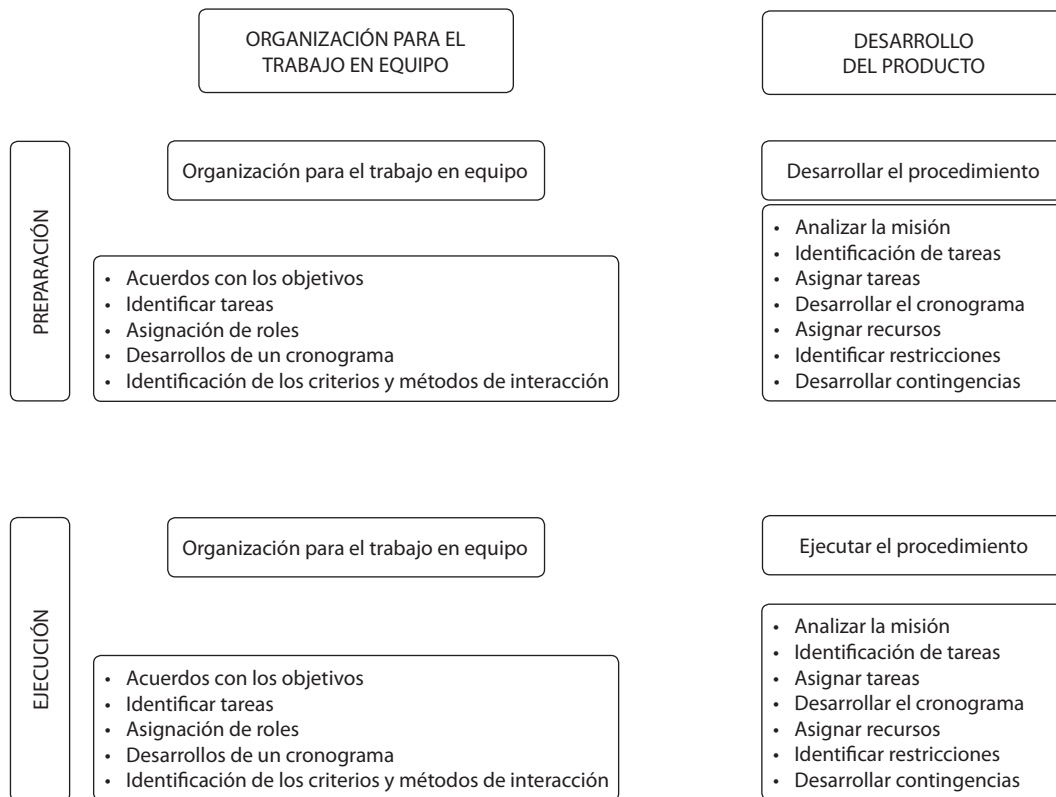 ORGANIZACIÓN PARA EL
TRABAJO EN EQUIPO
DESARROLLO
DEL PRODUCTO
PREPARACIÓN
Organización para el trabajo en equipo
• Acuerdos con los objetivos
• Identificar tareas
• Asignación de roles
• Desarrollos de un cronograma
• Identificación de los criterios y métodos de interacción
Desarrollar el procedimiento
• Analizar la misión
• Identificación de tareas
• Asignar tareas
• Desarrollar el cronograma
• Asignar recursos
• Identificar restricciones
• Desarrollar contingencias
EJECUCIÓN
Organización para el trabajo en equipo
• Acuerdos con los objetivos
• Identificar tareas
• Asignación de roles
• Desarrollos de un cronograma
• Identificación de los criterios y métodos de interacción
Ejecutar el procedimiento
• Analizar la misión
• Identificación de tareas
• Asignar tareas
• Desarrollar el cronograma
• Asignar recursos
• Identificar restricciones
• Desarrollar contingencias